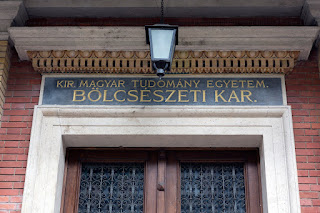 KIR. MAGYAR TUDOMÁNY EGYETEM.
BÖLCSÉSZETI KAR.